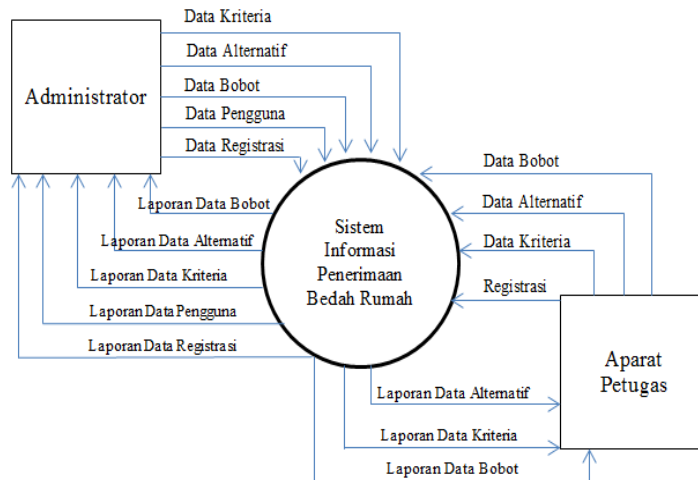 Data Kriteria
Data Alternatif
Administrator
Data Bobot
Data Pengguna
Data Registrasi
Data Bobot
Laporan Data Bobot
Data Alternatif
Sistem
Informasi
Penerimaan
Bedah Rumah
Laporan Data Alternatif
Data Kriteria
Laporan Data Kriteria
Registrasi
Laporan Data Pengguna
Laporan Data Registrasi
Aparat
Petugas
Laporan Data Alternatif
Laporan Data Kriteria
Laporan Data Bobot